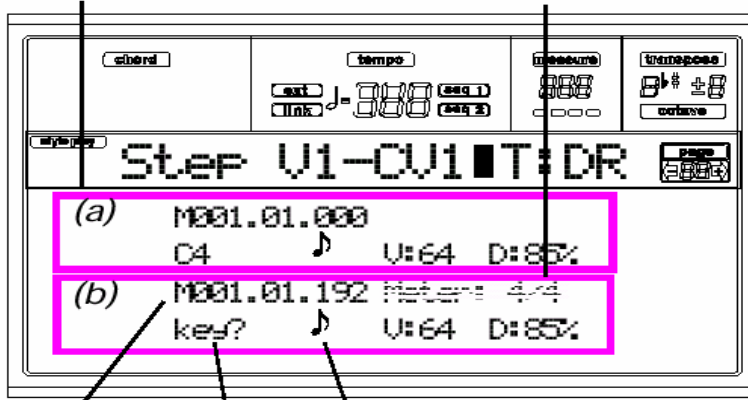 chord tempo measure transpose
ext seq 1
link seq 2
octave
style play
Step V1-CV1 T:DR page
(a) M001.01.000
C4 ♪ V:64 D:85%
(b) M001.01.192 Meter: 4/4
key? ♪ V:64 D:85%